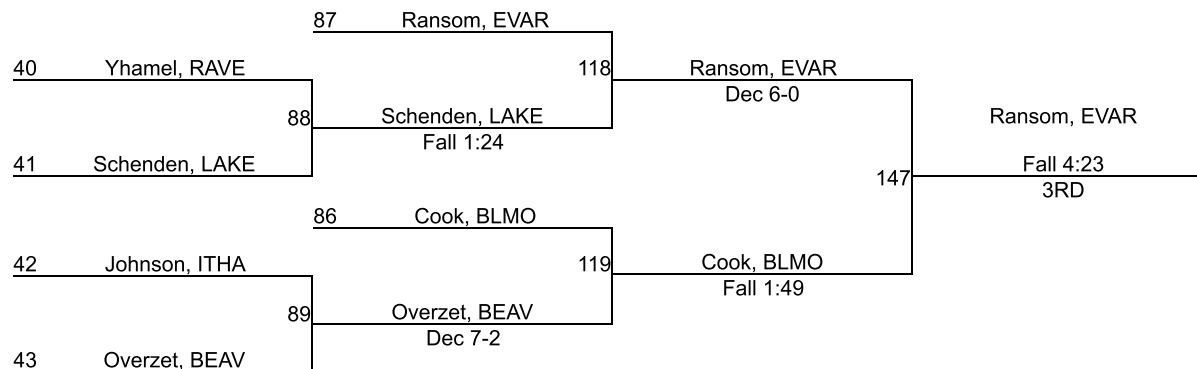 87 Ransom, EVAR
40 Yhamel, RAVE
118 Ransom, EVAR
Dec 6-0
88 Schenden, LAKE
Fall 1:24
Ransom, EVAR
41 Schenden, LAKE
147 Fall 4:23
3RD
86 Cook, BLMO
42 Johnson, ITHA
119 Cook, BLMO
Fall 1:49
89 Overzet, BEAV
Dec 7-2
43 Overzet, BEAV